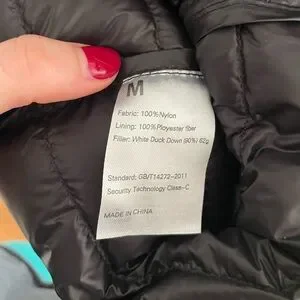 M
Fabric: 100%Nylon
Lining: 100%Ployester fiber
Filler: White Duck Down (90%) 62g
Standard: GB/T14272-2011
Security Technology Class-C
MADE IN CHINA